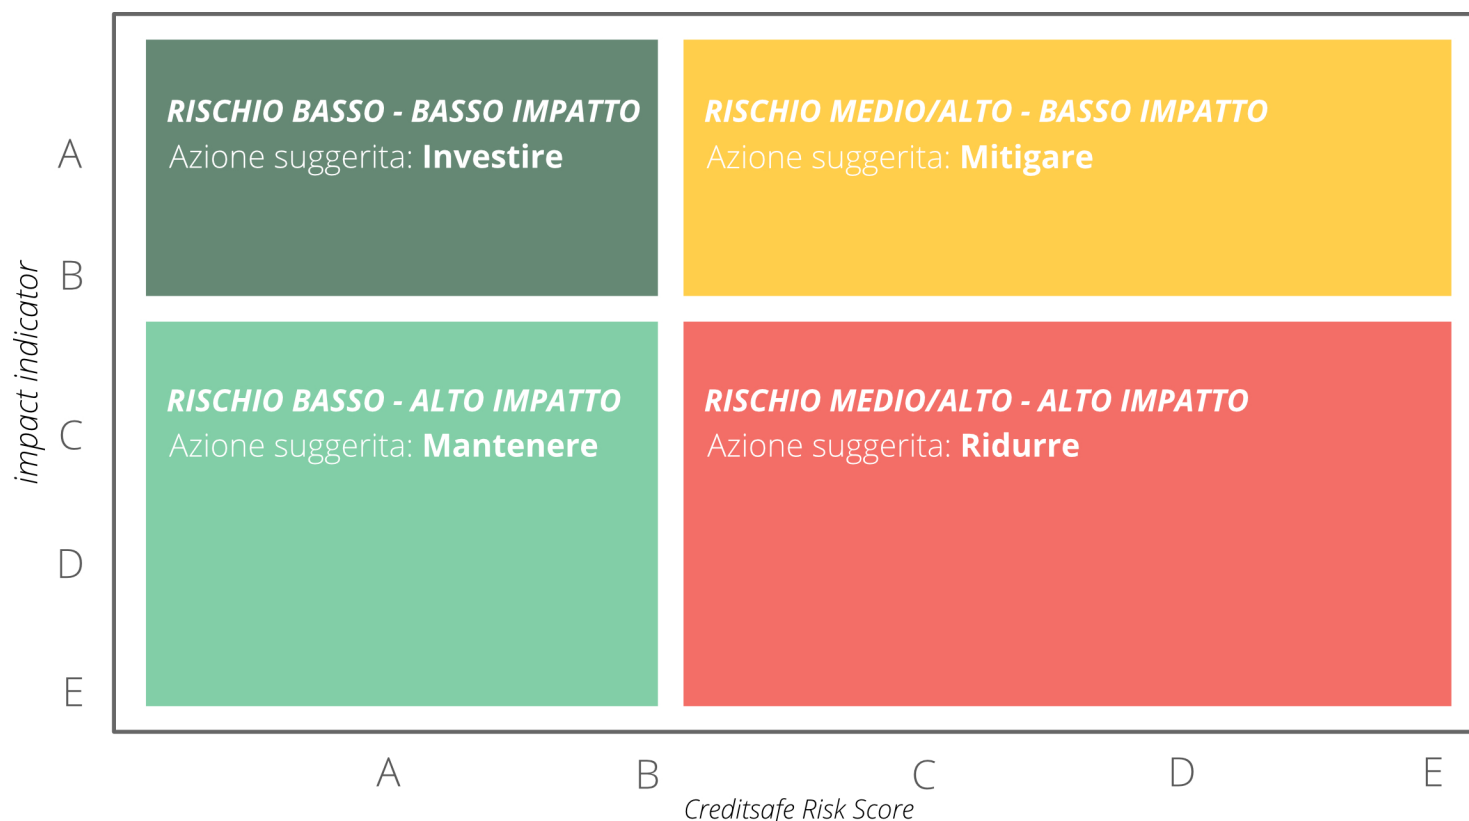 RISCHIO BASSO - BASSO IMPATTO
Azione suggerita: Investire
RISCHIO MEDIO/ALTO - BASSO IMPATTO
Azione suggerita: Mitigare
RISCHIO BASSO - ALTO IMPATTO
Azione suggerita: Mantenere
RISCHIO MEDIO/ALTO - ALTO IMPATTO
Azione suggerita: Ridurre
impact indicator
A
B
C
D
E
A
B
C
D
E
Creditsafe Risk Score